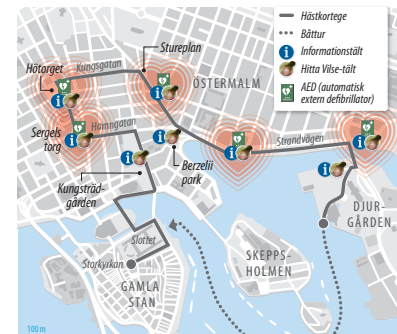 Hästkortege
Båttur
Informationstält
Hitta Vilse-tält
AED (automatisk
extern defibrillator)
Stureplan
Kungsgatan
Hötorget
ÖSTERMALM
Hamngatan
Sergels
torg
Strandvägen
Berzelii
park
Kungsträd-
gården
DJUR-
GÅRDEN
Slottet
SKEPPS-
HOLMEN
Storkyrkan
GAMLA
STAN
100 m